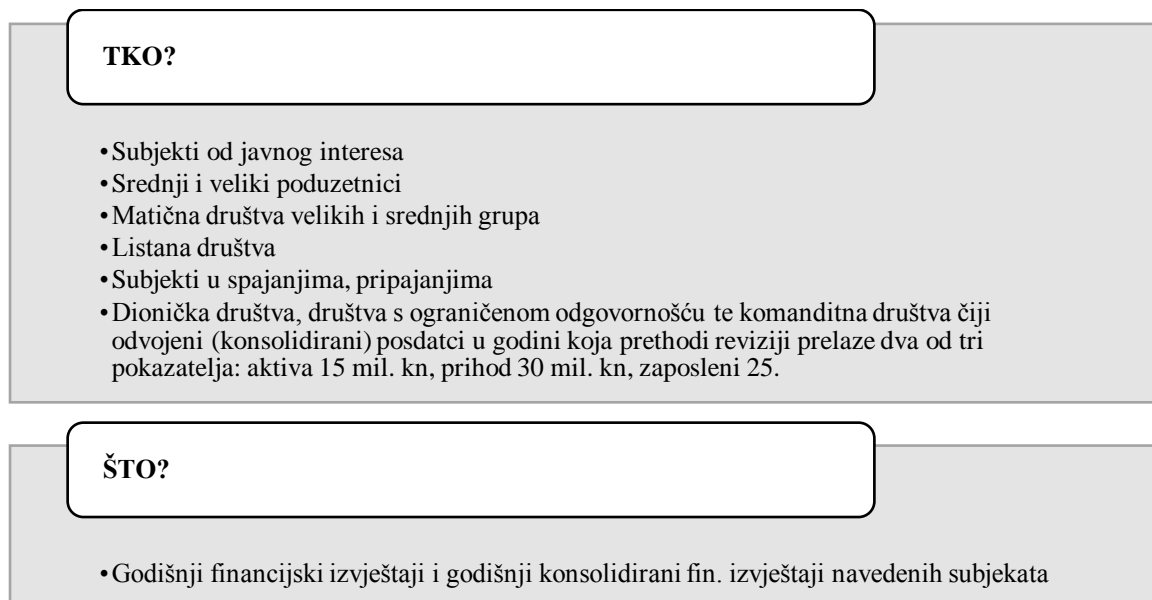 TKO?
•Subjekti od javnog interesa
•Srednji i veliki poduzetnici
•Matična društva velikih i srednjih grupa
•Listana društva
•Subjekti u spajanjima, pripajanjima
•Dionička društva, društva s ograničenom odgovornošću te komanditna društva čiji
odvojeni (konsolidirani) posdatci u godini koja prethodi reviziji prelaze dva od tri
pokazatelja: aktiva 15 mil. kn, prihod 30 mil. kn, zaposleni 25.
ŠTO?
•Godišnji financijski izvještaji i godišnji konsolidirani fin. izvještaji navedenih subjekata